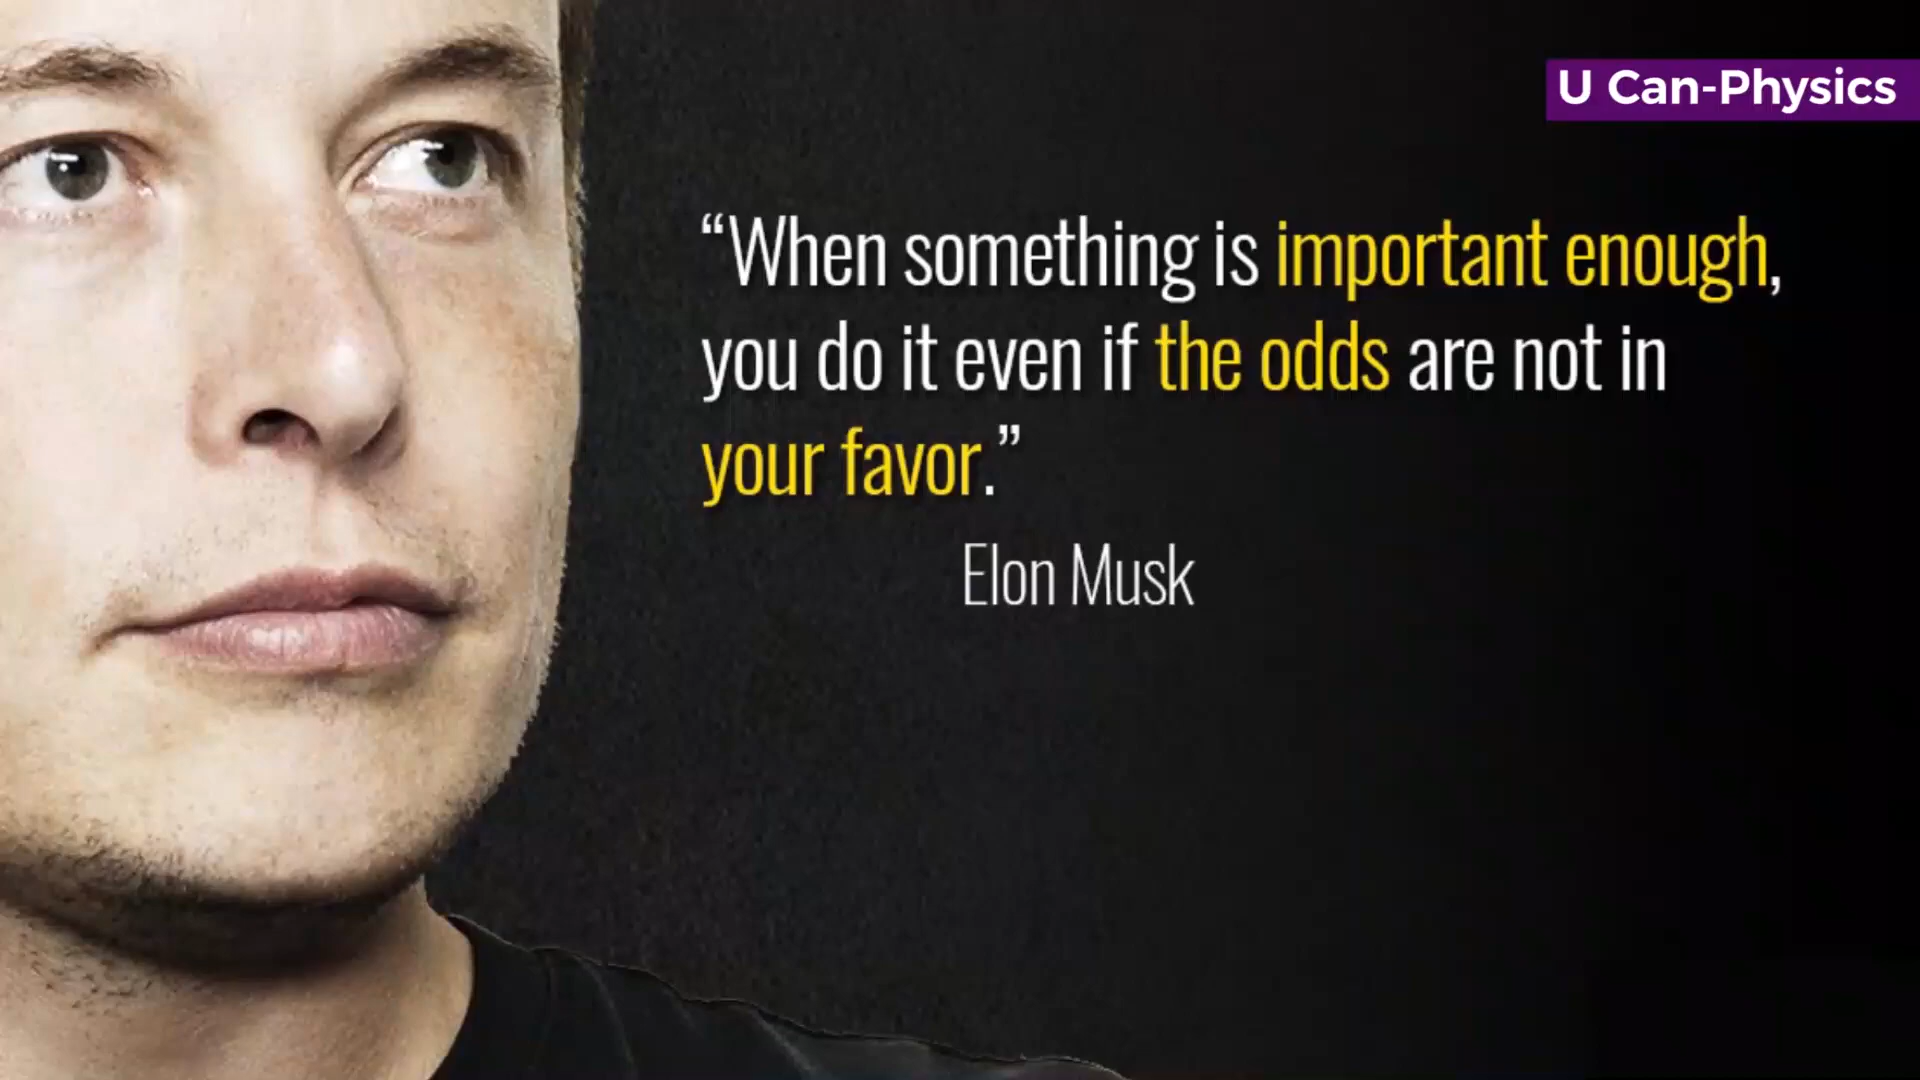 U Can-Physics
“When something is important enough,
you do it even if the odds are not in
your favor.”
Elon Musk